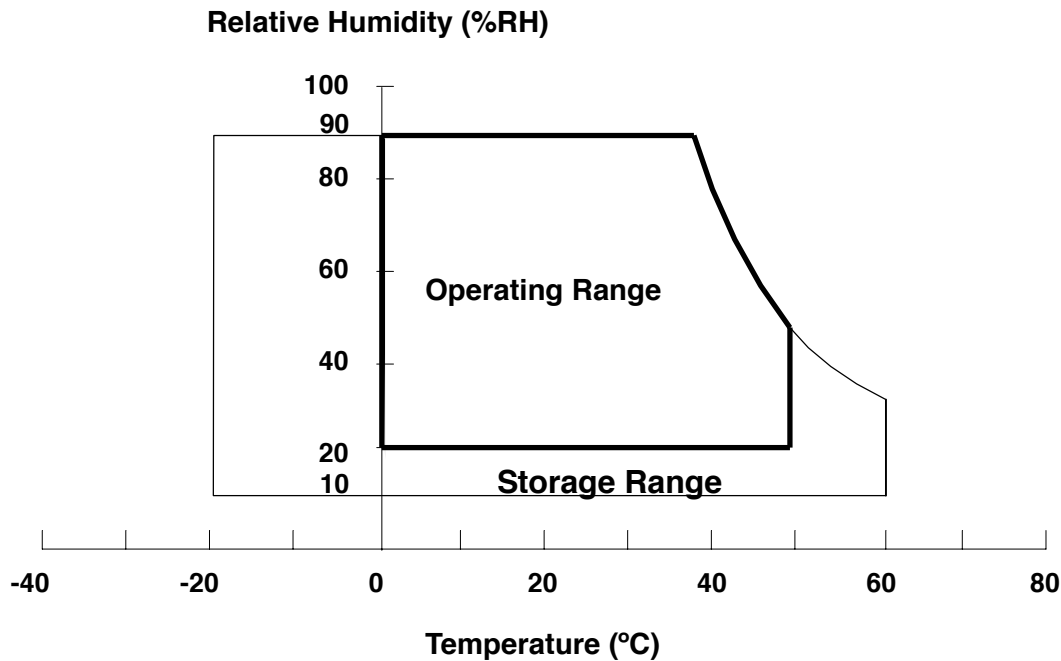 Relative Humidity (%RH)
100
90
80
60
Operating Range
40
20
10
Storage Range
-40 -20 0 20 40 60 80
Temperature (ºC)